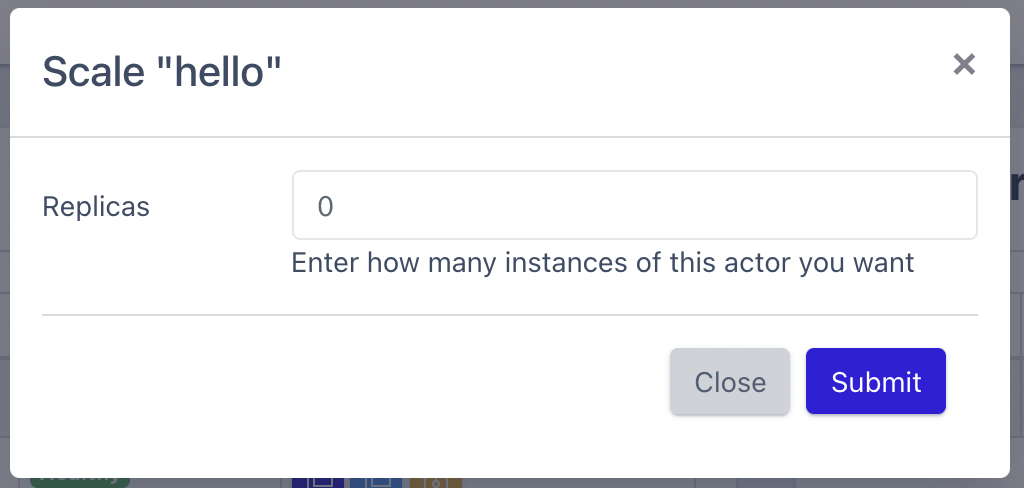 Scale "hello"
×
Replicas
0
Enter how many instances of this actor you want
Close
Submit